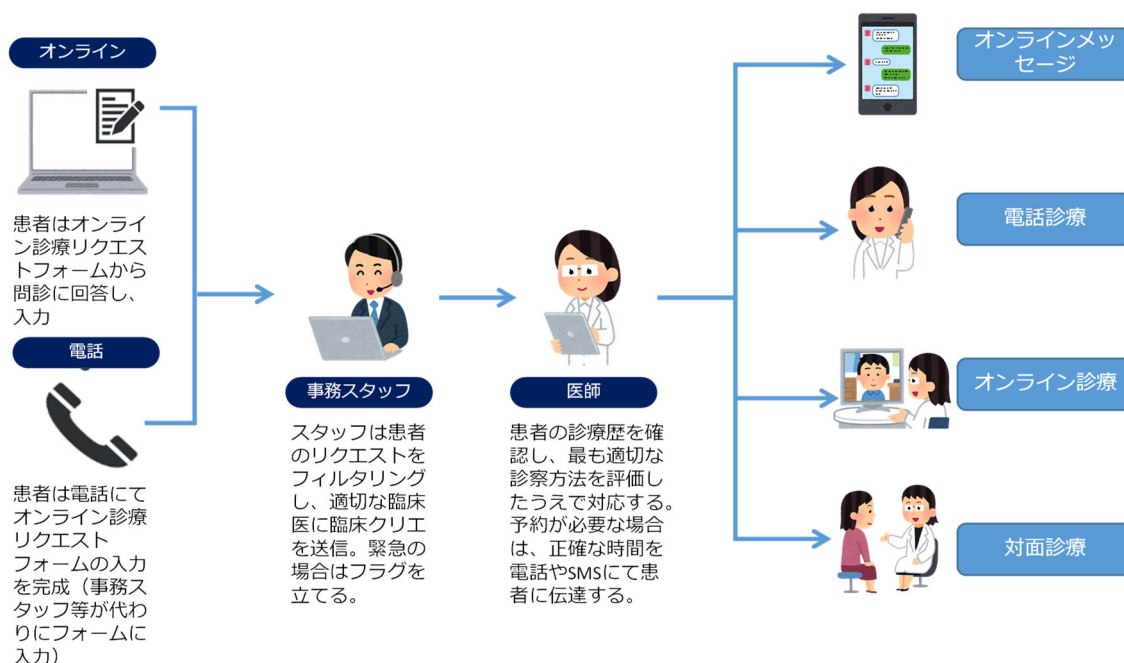 オンライン
患者はオンライ
ン診療リクエス
トフォームから
問診に回答し、
入力
電話
患者は電話にて
オンライン診療
リクエスト
フォームの入力
を完成（事務ス
タッフ等が代わ
りにフォームに
入力）
事務スタッフ
スタッフは患者
のリクエストを
フィルタリング
し、適切な臨床
医に臨床クリエ
を送信。緊急の
場合はフラグを
立てる。
医師
患者の診療歴を確
認し、最も適切な
診察方法を評価し
たうえで対応する。
予約が必要な場合
は、正確な時間を
電話やSMSにて患
者に伝達する。
オンラインメッ
セージ
電話診療
オンライン診療
対面診療